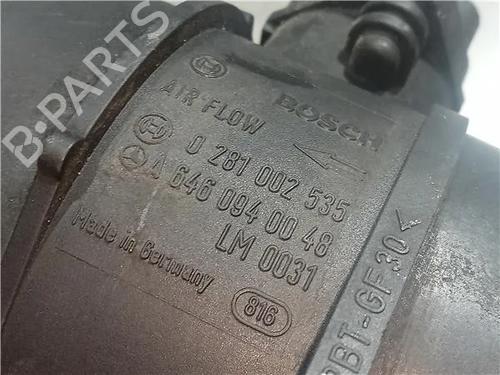 BOSCH
AIR FLOW
0 281 002 535
A 646 094 00 48
LM 0031
Made in Germany
816
PBT-GF30<
B-PARTS